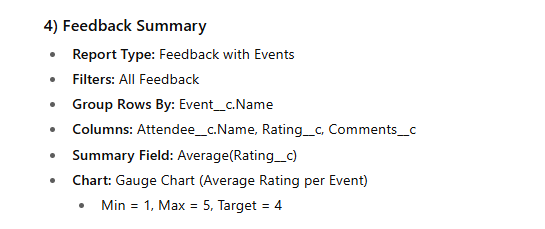 4) Feedback Summary
• Report Type: Feedback with Events
• Filters: All Feedback
• Group Rows By: Event__c.Name
• Columns: Attendee__c.Name, Rating__c, Comments__c
• Summary Field: Average(Rating__c)
• Chart: Gauge Chart (Average Rating per Event)
• Min = 1, Max = 5, Target = 4